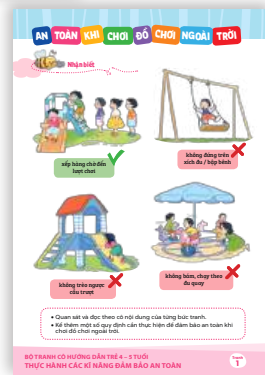 AN TOÀN KHI CHƠI ĐỒ CHƠI NGOÀI TRỜI
Nhận biết
xếp hàng chờ đến
lượt chơi
không đứng trên
xích đu / bập bênh
không trèo ngược
cầu trượt
không bám, chạy theo
đu quay
• Quan sát và đọc theo cô nội dung của từng bức tranh.
• Kể thêm một số quy định cần thực hiện để đảm bảo an toàn khi
chơi đồ chơi ngoài trời.
BỘ TRANH CÓ HƯỚNG DẪN TRẺ 4 – 5 TUỔI
THỰC HÀNH CÁC KĨ NĂNG ĐẢM BẢO AN TOÀN
Tranh
1